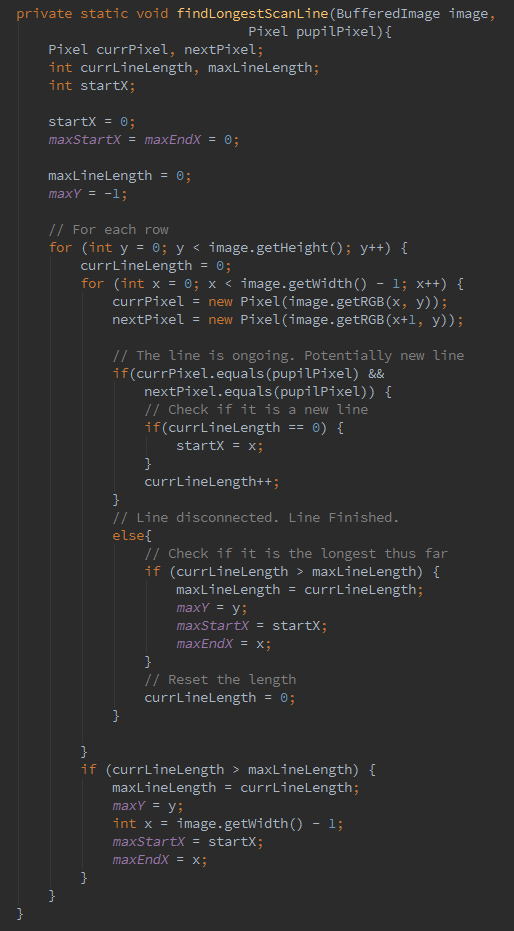 private static void findLongestScanLine(BufferedImage image,
                             Pixel pupilPixel){
    Pixel currPixel, nextPixel;
    int currLineLength, maxLineLength;
    int startX;

    startX = 0;
    maxStartX = maxEndX = 0;

    maxLineLength = 0;
    maxY = -1;

    // For each row
    for (int y = 0; y < image.getHeight(); y++) {
        currLineLength = 0;
        for (int x = 0; x < image.getWidth() - 1; x++) {
            currPixel = new Pixel(image.getRGB(x, y));
            nextPixel = new Pixel(image.getRGB(x+1, y));

            // The line is ongoing. Potentially new line
            if(currPixel.equals(pupilPixel) &&
                nextPixel.equals(pupilPixel)) {
                // Check if it is a new line
                if(currLineLength == 0) {
                    startX = x;
                }
                currLineLength++;
            }
            // Line disconnected. Line Finished.
            else{
                // Check if it is the longest thus far
                if (currLineLength > maxLineLength) {
                    maxLineLength = currLineLength;
                    maxY = y;
                    maxStartX = startX;
                    maxEndX = x;
                }
                // Reset the length
                currLineLength = 0;
            }

        }
        if (currLineLength > maxLineLength) {
            maxLineLength = currLineLength;
            maxY = y;
            int x = image.getWidth() - 1;
            maxStartX = startX;
            maxEndX = x;
        }
    }
}